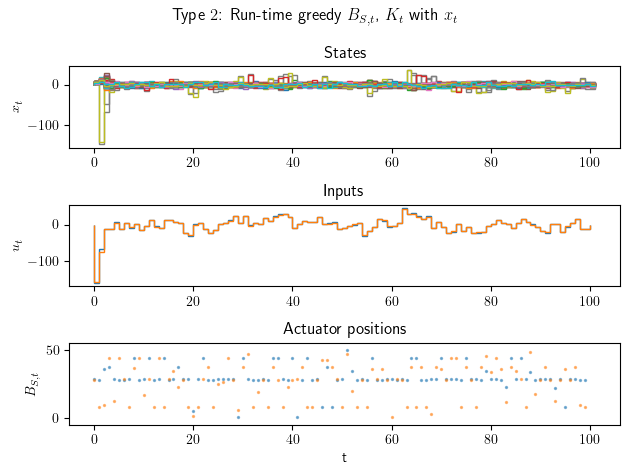 Type 2: Run-time greedy $B_{S,t}$, $K_t$ with $x_t$
States
$x_t$
0
−100
0 20 40 60 80 100
Inputs
$u_t$
0
−100
0 20 40 60 80 100
Actuator positions
$B_{S,t}$
50
0
0 20 40 60 80 100
t